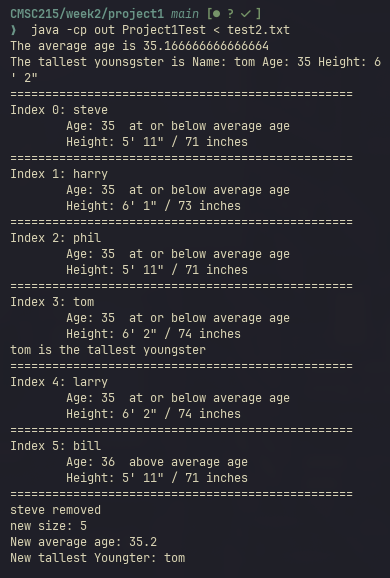 CMSC215/week2/project1 main [● ? ✓ ]
❯ java -cp out Project1Test < test2.txt
The average age is 35.166666666666664
The tallest younsgster is Name: tom Age: 35 Height: 6
' 2"
=================================================
Index 0: steve
Age: 35  at or below average age
Height: 5' 11" / 71 inches
=================================================
Index 1: harry
Age: 35  at or below average age
Height: 6' 1" / 73 inches
=================================================
Index 2: phil
Age: 35  at or below average age
Height: 5' 11" / 71 inches
=================================================
Index 3: tom
Age: 35  at or below average age
Height: 6' 2" / 74 inches
tom is the tallest youngster
=================================================
Index 4: larry
Age: 35  at or below average age
Height: 6' 2" / 74 inches
=================================================
Index 5: bill
Age: 36  above average age
Height: 5' 11" / 71 inches
=================================================
steve removed
new size: 5
New average age: 35.2
New tallest Youngter: tom